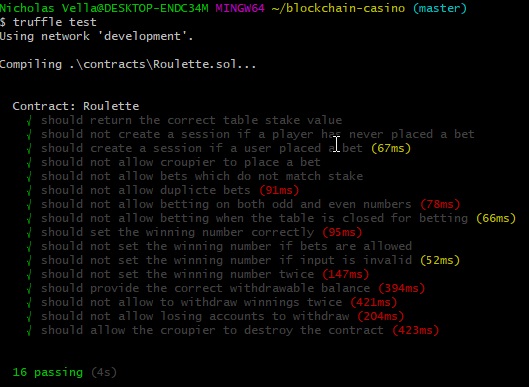 Nicholas Vella@DESKTOP-ENDC34M MINGW64 ~/blockchain-casino (master)
$ truffle test
Using network 'development'.
Compiling .\contracts\Roulette.sol...
Contract: Roulette
√ should return the correct table stake value
√ should not create a session if a player has never placed a bet
√ should create a session if a user placed a bet (67ms)
√ should not allow croupier to place a bet
√ should not allow bets which do not match stake
√ should not allow duplicte bets (91ms)
√ should not allow betting on both odd and even numbers (78ms)
√ should not allow betting when the table is closed for betting (66ms)
√ should set the winning number correctly (95ms)
√ should not set the winning number if bets are allowed
√ should not set the winning number if input is invalid (52ms)
√ should not set the winning number twice (147ms)
√ should provide the correct withdrawable balance (394ms)
√ should not allow to withdraw winnings twice (421ms)
√ should not allow losing accounts to withdraw (204ms)
√ should allow the croupier to destroy the contract (423ms)
16 passing (4s)